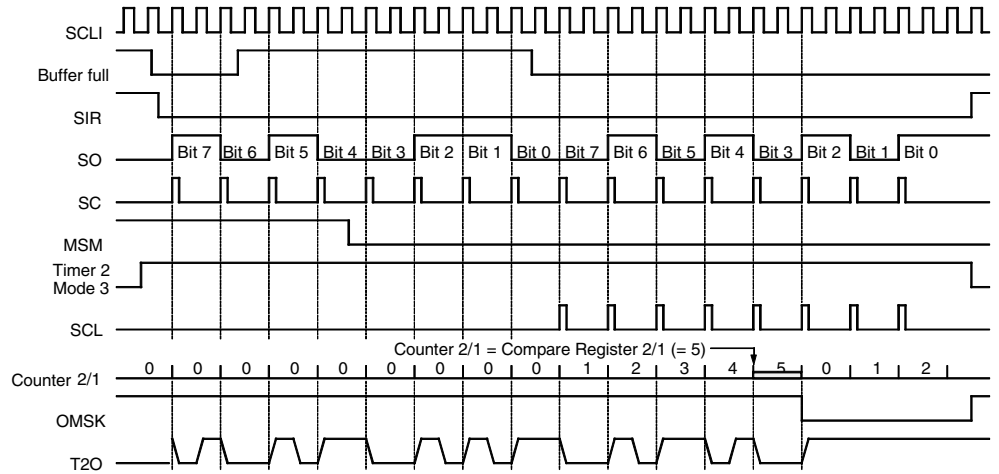 SCLI
Buffer full
SIR
SO Bit 7 Bit 6 Bit 5 Bit 4 Bit 3 Bit 2 Bit 1 Bit 0 Bit 7 Bit 6 Bit 5 Bit 4 Bit 3 Bit 2 Bit 1 Bit 0
SC
MSM
Timer 2
Mode 3
SCL
Counter 2/1 = Compare Register 2/1 (= 5)
Counter 2/1 0 0 0 0 0 0 0 0 0 1 2 3 4 5 0 1 2
OMSK
T2O